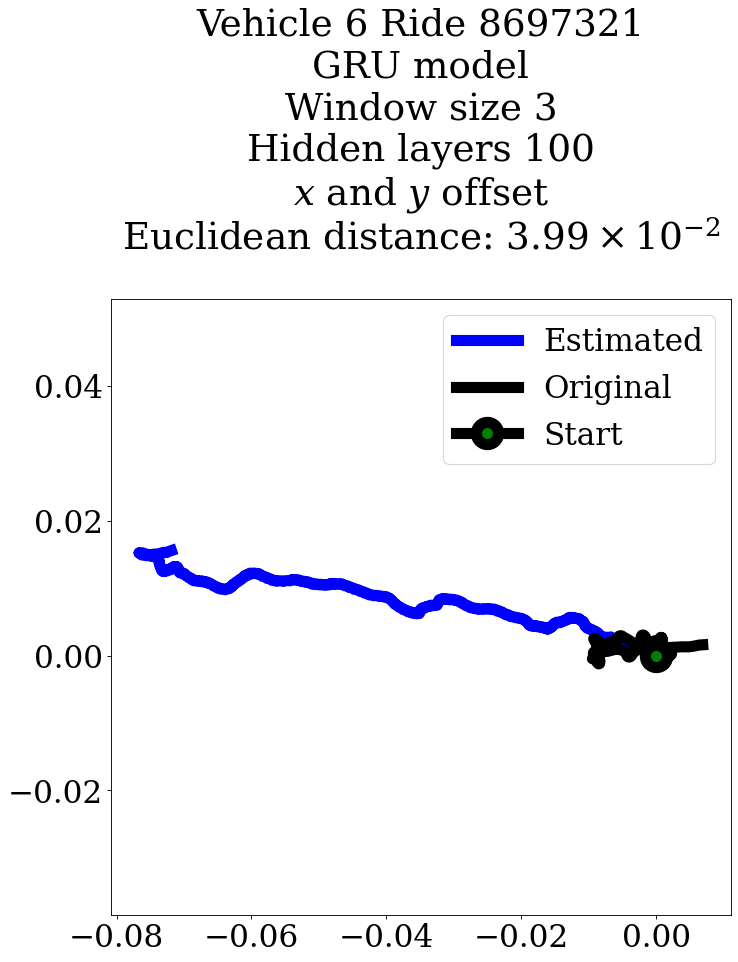 Vehicle 6 Ride 8697321
GRU model
Window size 3
Hidden layers 100
x and y offset
Euclidean distance: 3.99 × 10⁻²
Estimated
Original
Start
0.04
0.02
0.00
−0.02
−0.08
−0.06
−0.04
−0.02
0.00